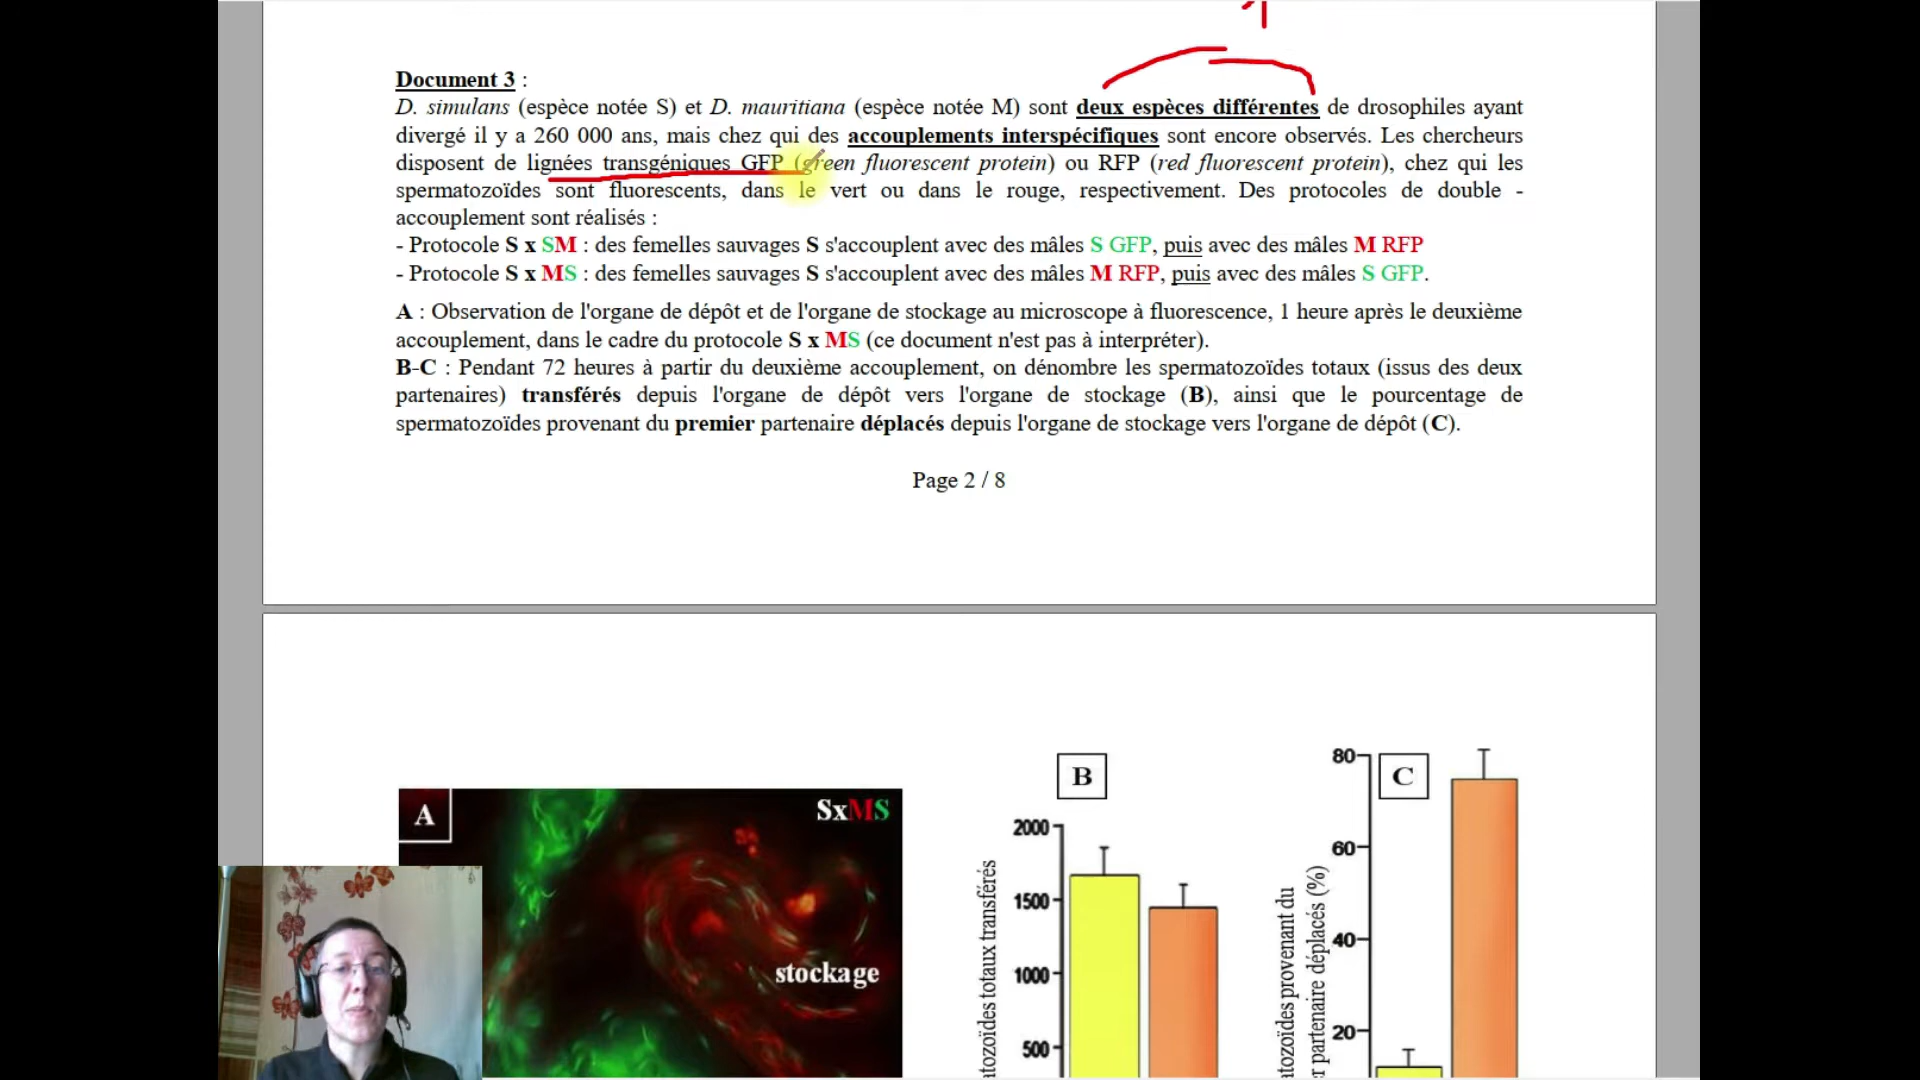 Document 3 :
D. simulans (espèce notée S) et D. mauritiana (espèce notée M) sont deux espèces différentes de drosophiles ayant
divergé il y a 260 000 ans, mais chez qui des accouplements interspécifiques sont encore observés. Les chercheurs
disposent de lignées transgéniques GFP (green fluorescent protein) ou RFP (red fluorescent protein), chez qui les
spermatozoïdes sont fluorescents, dans le vert ou dans le rouge, respectivement. Des protocoles de double -
accouplement sont réalisés :
- Protocole S x SM : des femelles sauvages S s'accouplent avec des mâles S GFP, puis avec des mâles M RFP
- Protocole S x MS : des femelles sauvages S s'accouplent avec des mâles M RFP, puis avec des mâles S GFP.
A : Observation de l'organe de dépôt et de l'organe de stockage au microscope à fluorescence, 1 heure après le deuxième
accouplement, dans le cadre du protocole S x MS (ce document n'est pas à interpréter).
B-C : Pendant 72 heures à partir du deuxième accouplement, on dénombre les spermatozoïdes totaux (issus des deux
partenaires) transférés depuis l'organe de dépôt vers l'organe de stockage (B), ainsi que le pourcentage de
spermatozoïdes provenant du premier partenaire déplacés depuis l'organe de stockage vers l'organe de dépôt (C).
Page 2 / 8
A
SxMS
stockage
B
2000
1500
1000
500
totaux transférés
C
80
60
40
20
provenant du
partenaire déplacés (%)